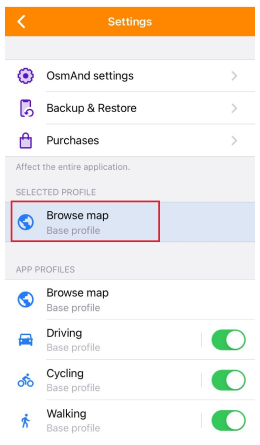 Settings
OsmAnd settings
Backup & Restore
Purchases
Affect the entire application.
SELECTED PROFILE
Browse map
Base profile
APP PROFILES
Browse map
Base profile
Driving
Base profile
Cycling
Base profile
Walking
Base profile